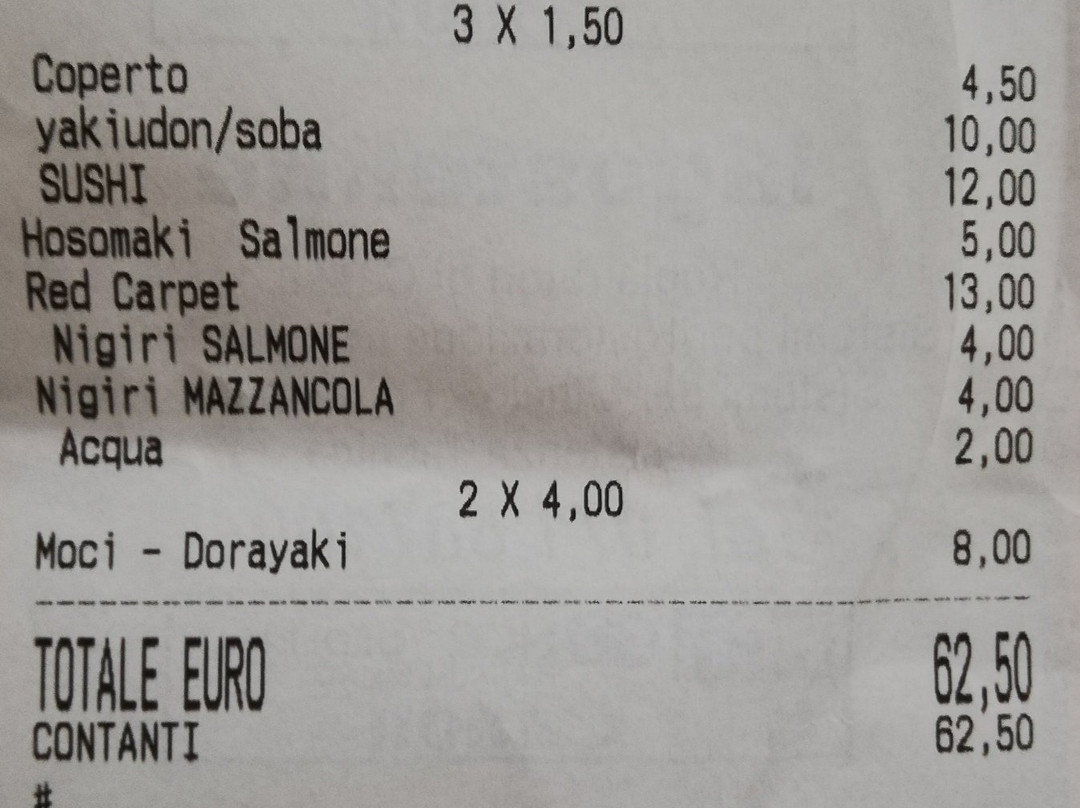 3 X 1,50
Coperto 4,50
yakiudon/soba 10,00
SUSHI 12,00
Hosomaki Salmone 5,00
Red Carpet 13,00
Nigiri SALMONE 4,00
Nigiri MAZZANCOLA 4,00
Acqua 2,00
2 X 4,00
Moci - Dorayaki 8,00
TOTALE EURO 62,50
CONTANTI 62,50
#